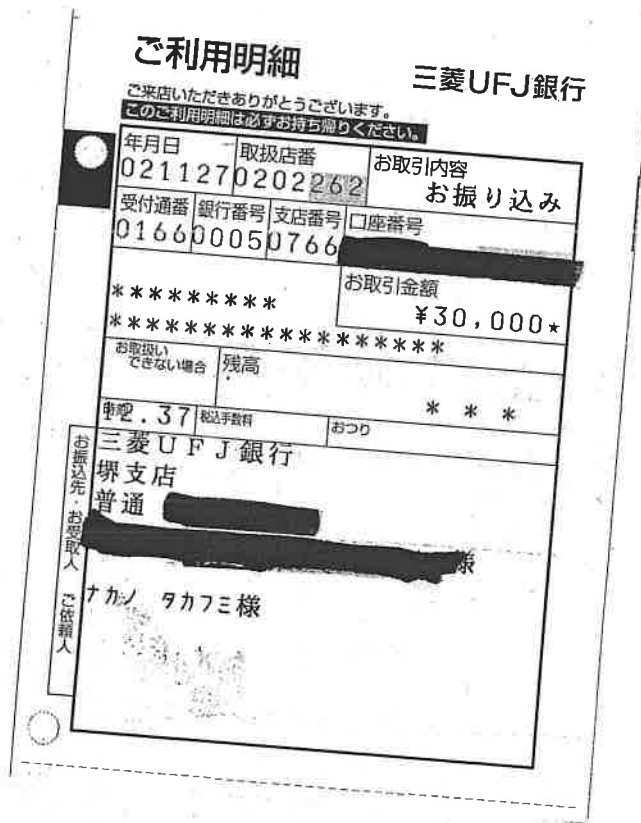 ご利用明細
三菱UFJ銀行
ご来店いただきありがとうございます。
このご利用明細は必ずお持ち帰りください。
年月日 取扱店番 お取引内容
021127 0202262 お振り込み
受付通番 銀行番号 支店番号 口座番号
0166 0005 0766
お取引金額
*********
¥30,000★
******************
お取扱いできない場合 残高
* * *
時刻 税込手数料 おつり
12.37
お振込先・お受取人 ご依頼人
三菱UFJ銀行
堺支店
普通
様
ナカノ タカフミ様